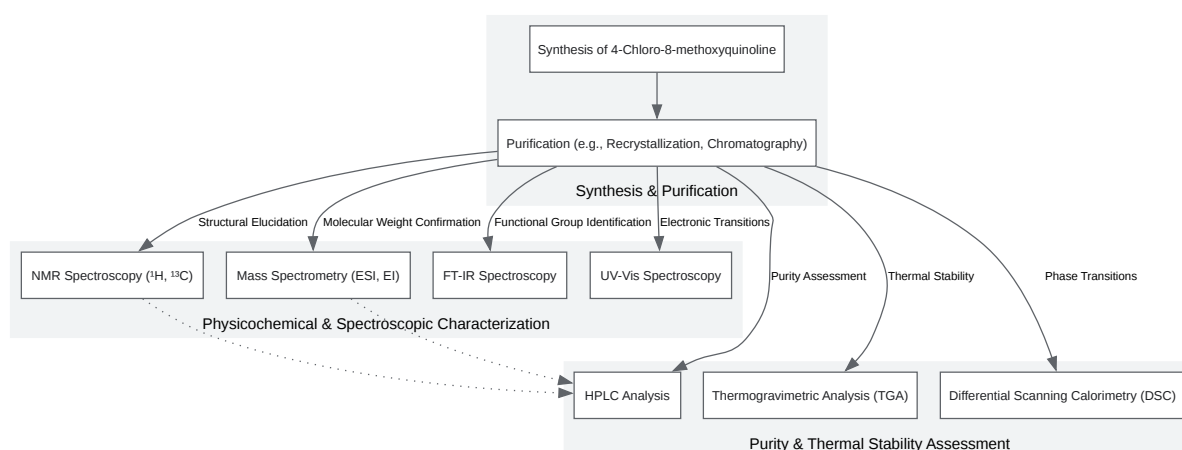 Synthesis of 4-Chloro-8-methoxyquinoline
Purification (e.g., Recrystallization, Chromatography)
Synthesis & Purification
Structural Elucidation
Molecular Weight Confirmation
Functional Group Identification
Electronic Transitions
NMR Spectroscopy (¹H, ¹³C)
Mass Spectrometry (ESI, EI)
FT-IR Spectroscopy
UV-Vis Spectroscopy
Purity Assessment
Thermal Stability
Phase Transitions
Physicochemical & Spectroscopic Characterization
HPLC Analysis
Thermogravimetric Analysis (TGA)
Differential Scanning Calorimetry (DSC)
Purity & Thermal Stability Assessment